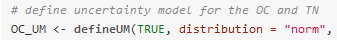 # define uncertainty model for the OC and TN
OC_UM <- defineUM(TRUE, distribution = "norm",